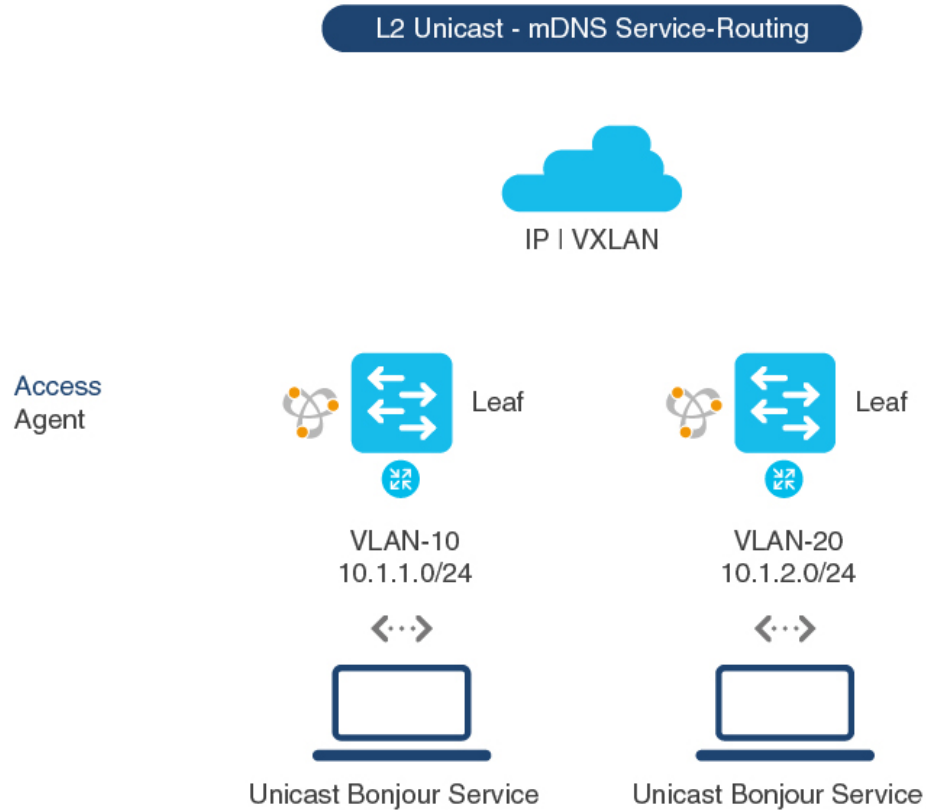 L2 Unicast - mDNS Service-Routing
IP | VXLAN
Access
Agent
Leaf
Leaf
VLAN-10
10.1.1.0/24
VLAN-20
10.1.2.0/24
Unicast Bonjour Service
Unicast Bonjour Service